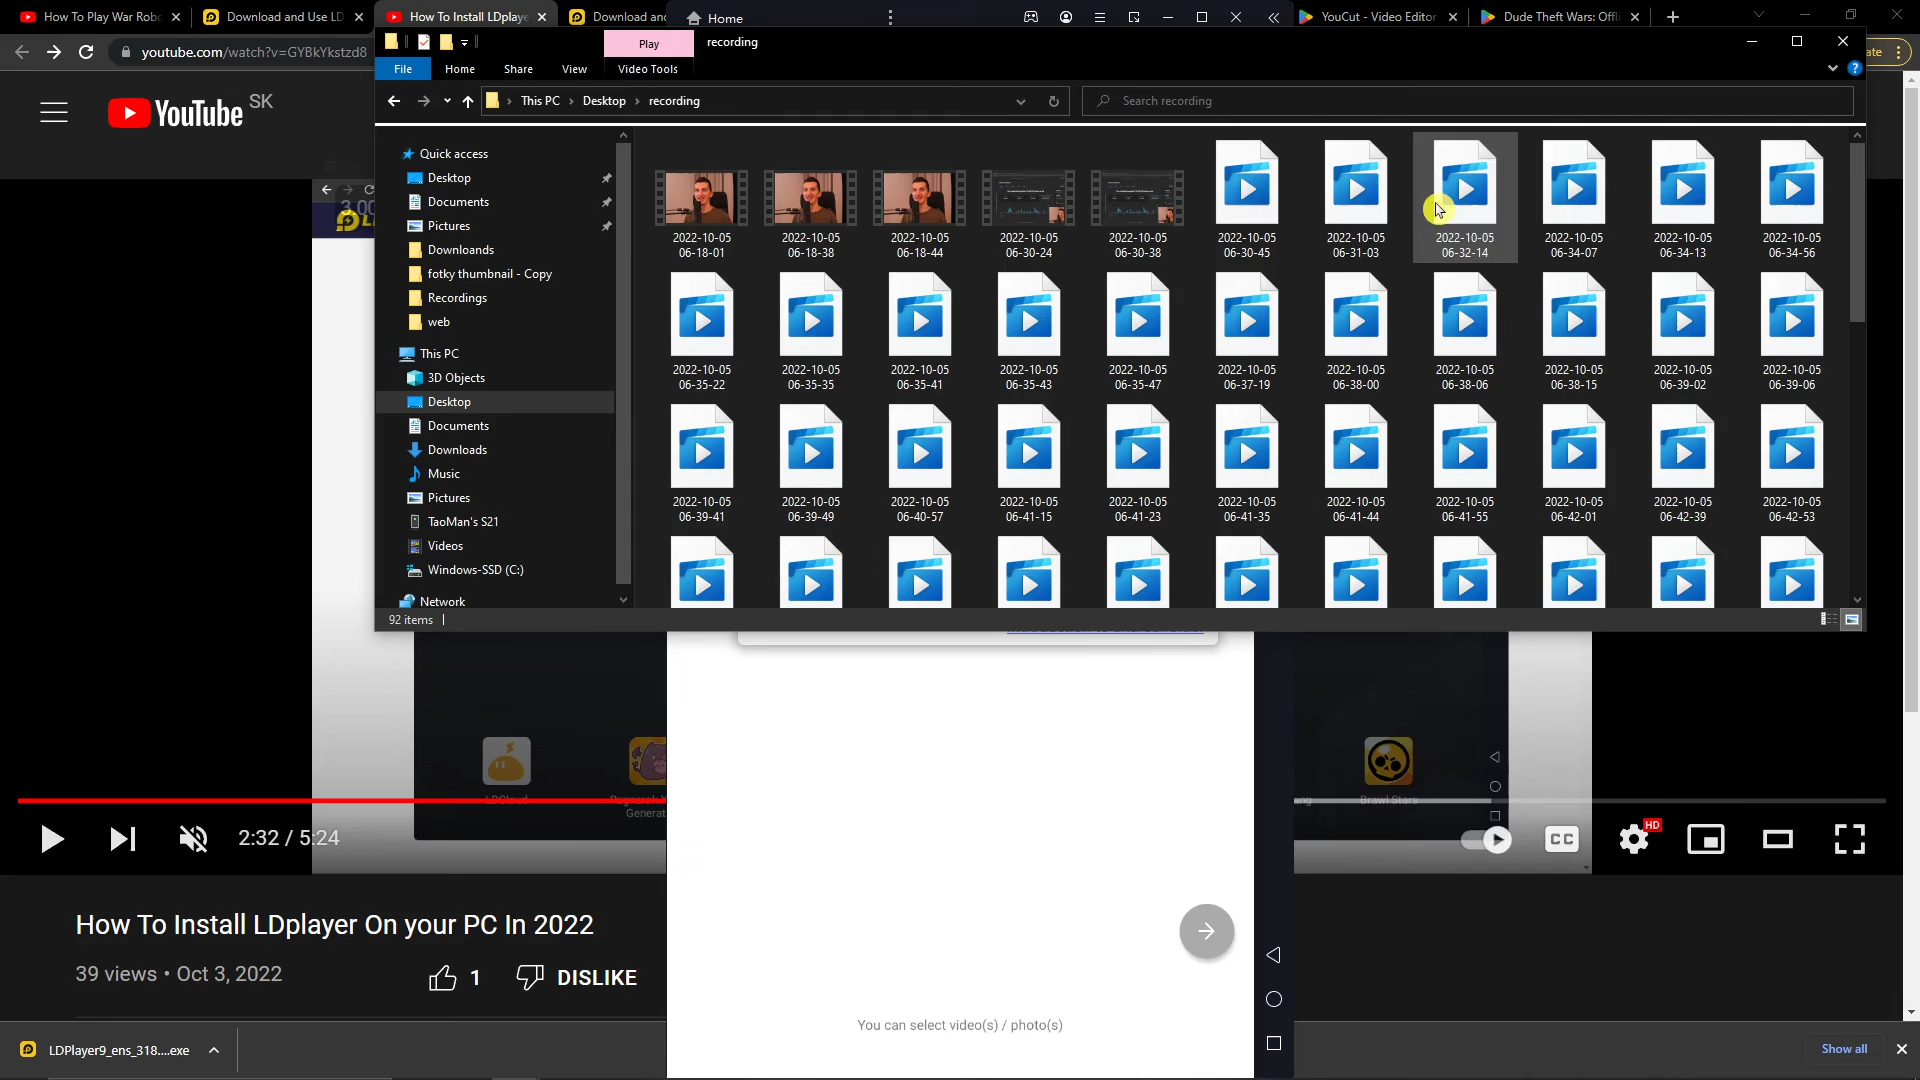 How To Play War Rob
Download and Use LD
How To Install LDplaye
Download and
Home
YouCut - Video Editor
Dude Theft Wars: Offli
youtube.com/watch?v=GYBkYkstzd8
Play
recording
File
Home
Share
View
Video Tools
This PC
Desktop
recording
Search recording
YouTube
SK
Quick access
Desktop
Documents
Pictures
Downloands
fotky thumbnail - Copy
Recordings
web
This PC
3D Objects
Desktop
Documents
Downloads
Music
Pictures
TaoMan's S21
Videos
Windows-SSD (C:)
Network
2022-10-05
06-18-01
2022-10-05
06-18-38
2022-10-05
06-18-44
2022-10-05
06-30-24
2022-10-05
06-30-38
2022-10-05
06-30-45
2022-10-05
06-31-03
2022-10-05
06-32-14
2022-10-05
06-34-07
2022-10-05
06-34-13
2022-10-05
06-34-56
2022-10-05
06-35-22
2022-10-05
06-35-35
2022-10-05
06-35-41
2022-10-05
06-35-43
2022-10-05
06-35-47
2022-10-05
06-37-19
2022-10-05
06-38-00
2022-10-05
06-38-06
2022-10-05
06-38-15
2022-10-05
06-39-02
2022-10-05
06-39-06
2022-10-05
06-39-41
2022-10-05
06-39-49
2022-10-05
06-40-57
2022-10-05
06-41-15
2022-10-05
06-41-23
2022-10-05
06-41-35
2022-10-05
06-41-44
2022-10-05
06-41-55
2022-10-05
06-42-01
2022-10-05
06-42-39
2022-10-05
06-42-53
92 items
LDCloud
Generat
Brawl Stars
2:32 / 5:24
CC
HD
How To Install LDplayer On your PC In 2022
39 views • Oct 3, 2022
1
DISLIKE
You can select video(s) / photo(s)
LDPlayer9_ens_318....exe
Show all